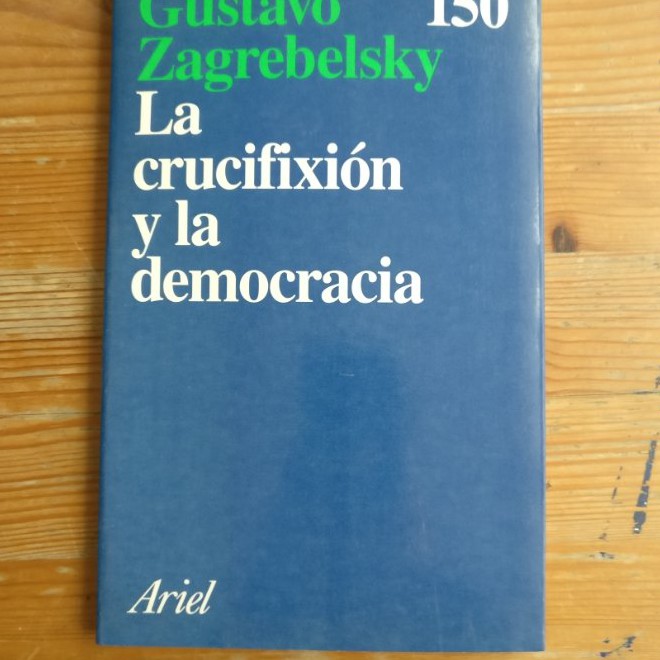 Gustavo 150
Zagrebelsky
La
crucifixión
y la
democracia
Ariel